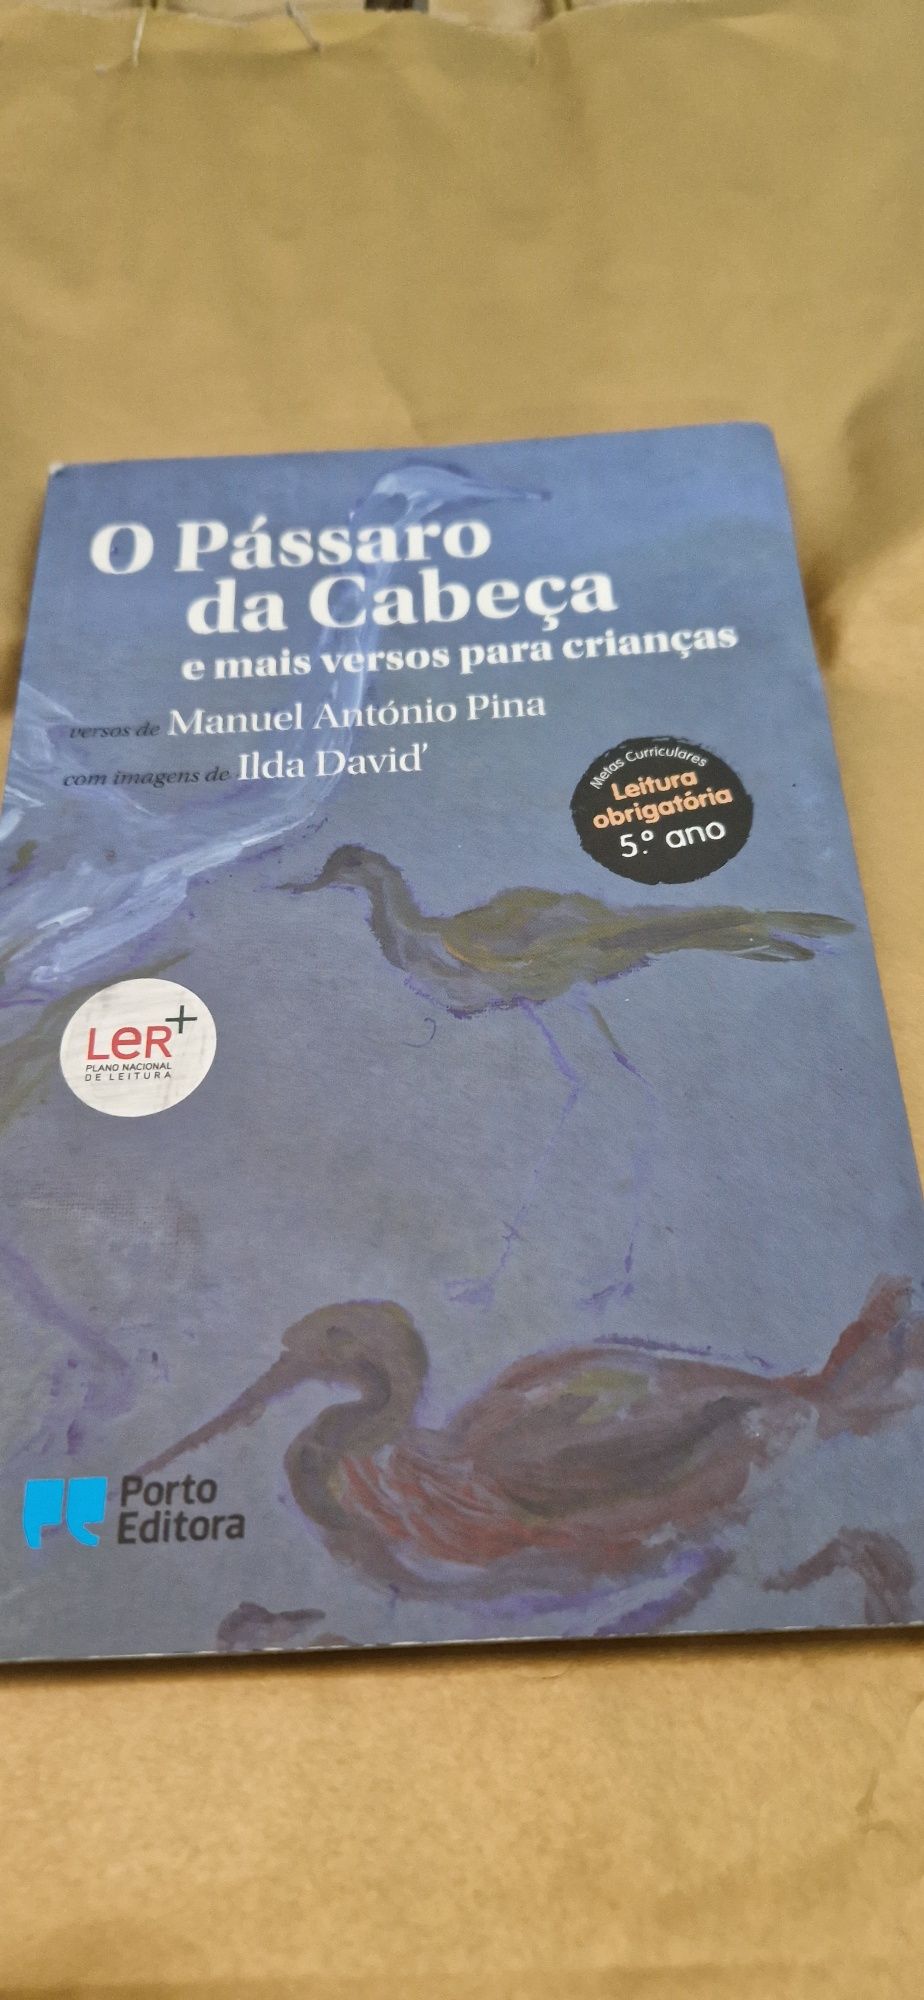 O Pássaro
da Cabeça
e mais versos para crianças
versos de Manuel António Pina
com imagens de Ilda David'
Metas Curriculares
Leitura
obrigatória
5.º ano
LeR+
PLANO NACIONAL
DE LEITURA
Porto
Editora